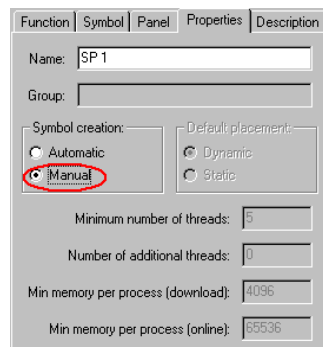 Function Symbol Panel Properties Description
Name: SP 1
Group:
Symbol creation: Default placement:
Automatic Dynamic
Manual Static
Minimum number of threads: 5
Number of additional threads: 0
Min memory per process (download): 4096
Min memory per process (online): 65536